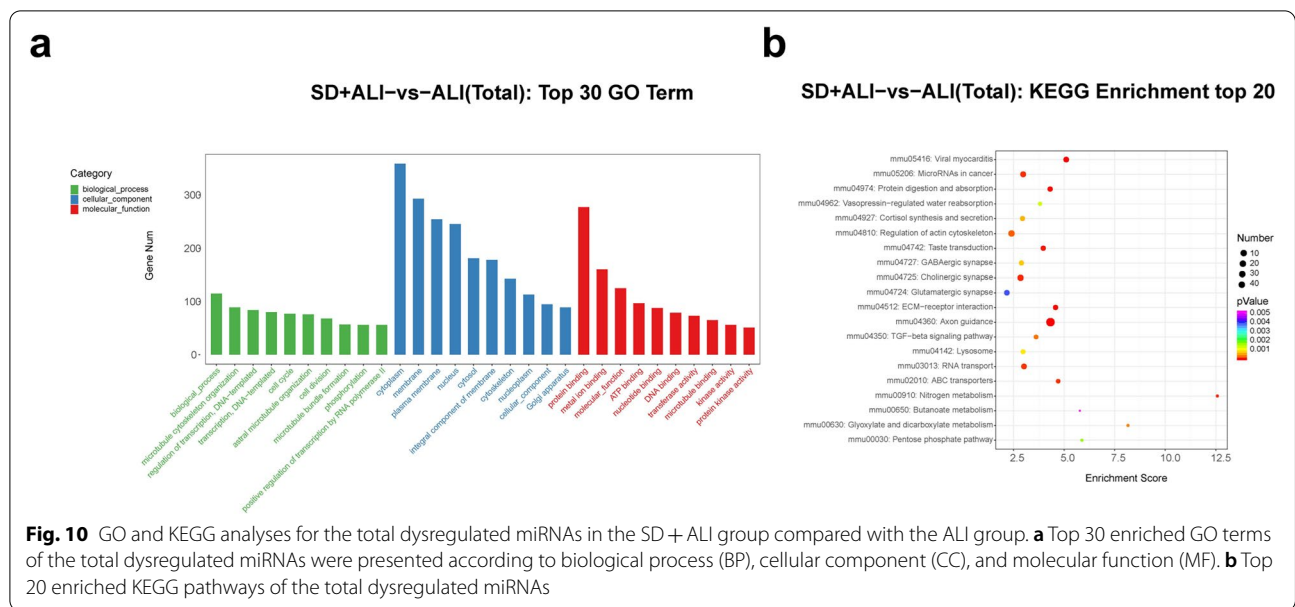 a
SD+ALI−vs−ALI(Total): Top 30 GO Term
Category
biological_process
cellular_component
molecular_function
Gene Num
300
200
100
0
biological_process
microtubule cytoskeleton organization
regulation of transcription, DNA−templated
transcription, DNA−templated
cell cycle
astral microtubule organization
cell division
microtubule bundle formation
phosphorylation
positive regulation of transcription by RNA polymerase II
cytoplasm
membrane
plasma membrane
nucleus
cytosol
integral component of membrane
cytoskeleton
nucleoplasm
cellular_component
Golgi apparatus
protein binding
metal ion binding
molecular_function
ATP binding
nucleotide binding
DNA binding
transferase activity
microtubule binding
kinase activity
protein kinase activity
b
SD+ALI−vs−ALI(Total): KEGG Enrichment top 20
mmu05416: Viral myocarditis
mmu05206: MicroRNAs in cancer
mmu04974: Protein digestion and absorption
mmu04962: Vasopressin−regulated water reabsorption
mmu04927: Cortisol synthesis and secretion
mmu04810: Regulation of actin cytoskeleton
mmu04742: Taste transduction
mmu04727: GABAergic synapse
mmu04725: Cholinergic synapse
mmu04724: Glutamatergic synapse
mmu04512: ECM−receptor interaction
mmu04360: Axon guidance
mmu04350: TGF−beta signaling pathway
mmu04142: Lysosome
mmu03013: RNA transport
mmu02010: ABC transporters
mmu00910: Nitrogen metabolism
mmu00650: Butanoate metabolism
mmu00630: Glyoxylate and dicarboxylate metabolism
mmu00030: Pentose phosphate pathway
2.5 5.0 7.5 10.0 12.5
Enrichment Score
Number
10
20
30
40
pValue
0.005
0.004
0.003
0.002
0.001
Fig. 10 GO and KEGG analyses for the total dysregulated miRNAs in the SD + ALI group compared with the ALI group. a Top 30 enriched GO terms
of the total dysregulated miRNAs were presented according to biological process (BP), cellular component (CC), and molecular function (MF). b Top
20 enriched KEGG pathways of the total dysregulated miRNAs